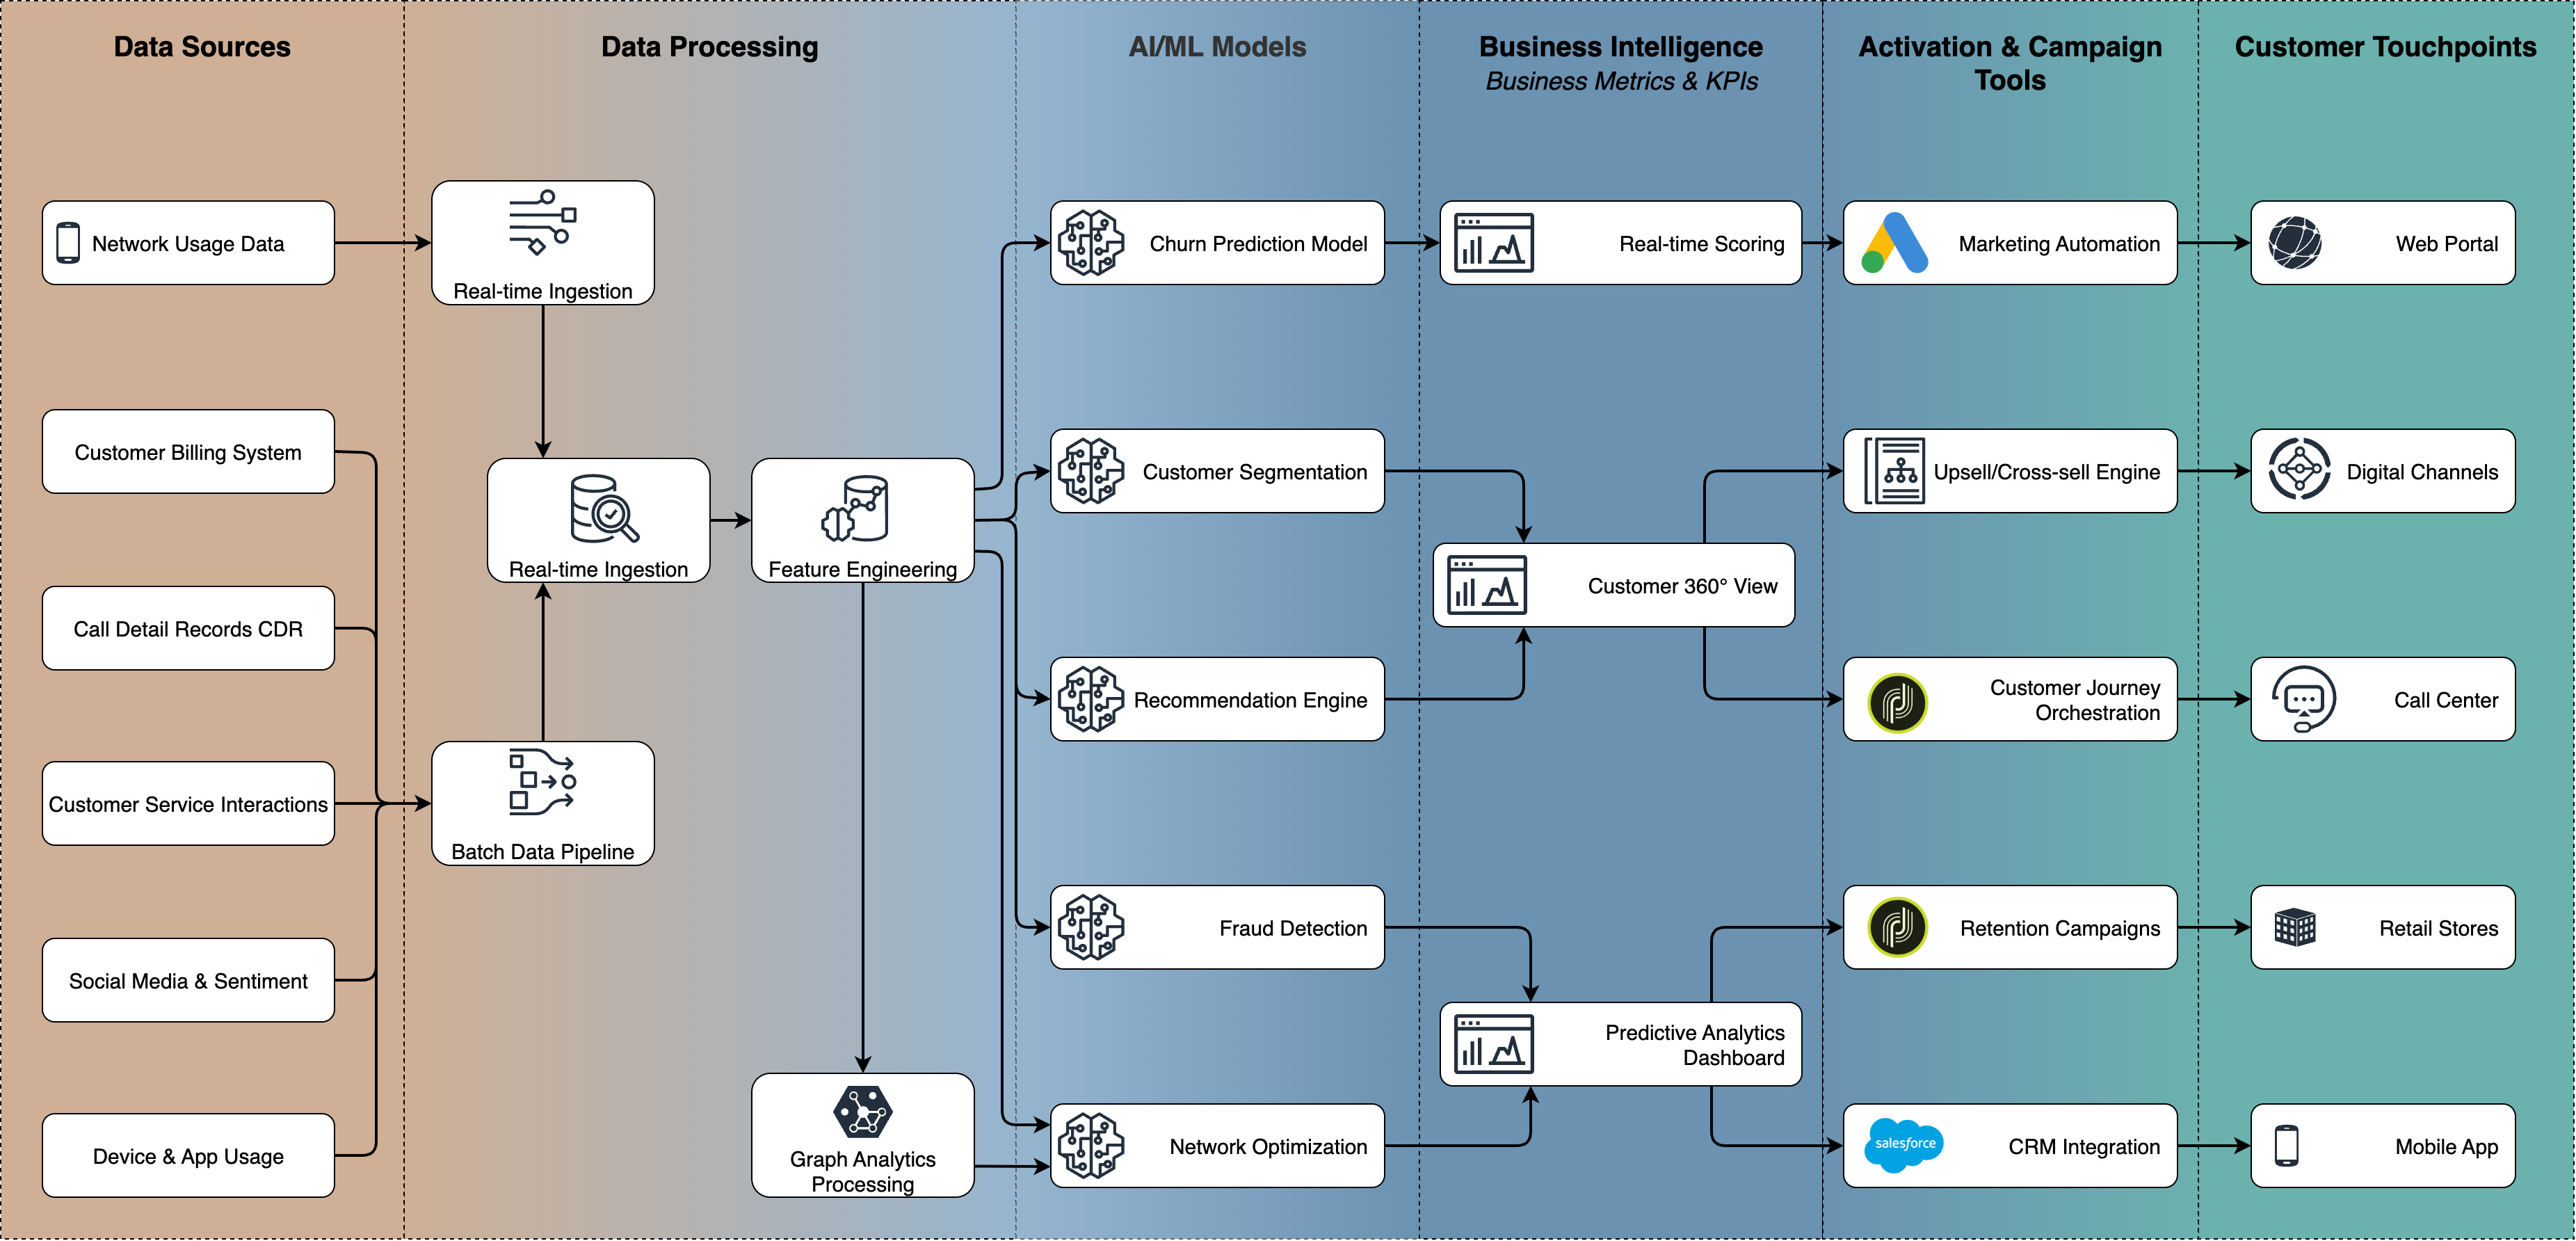 Data Sources
Data Processing
AI/ML Models
Business Intelligence
Business Metrics & KPIs
Activation & Campaign
Tools
Customer Touchpoints
Network Usage Data
Customer Billing System
Call Detail Records CDR
Customer Service Interactions
Social Media & Sentiment
Device & App Usage
Real-time Ingestion
Real-time Ingestion
Feature Engineering
Batch Data Pipeline
Graph Analytics
Processing
Churn Prediction Model
Customer Segmentation
Recommendation Engine
Fraud Detection
Network Optimization
Real-time Scoring
Customer 360° View
Predictive Analytics
Dashboard
Marketing Automation
Upsell/Cross-sell Engine
Customer Journey
Orchestration
Retention Campaigns
salesforce
CRM Integration
Web Portal
Digital Channels
Call Center
Retail Stores
Mobile App